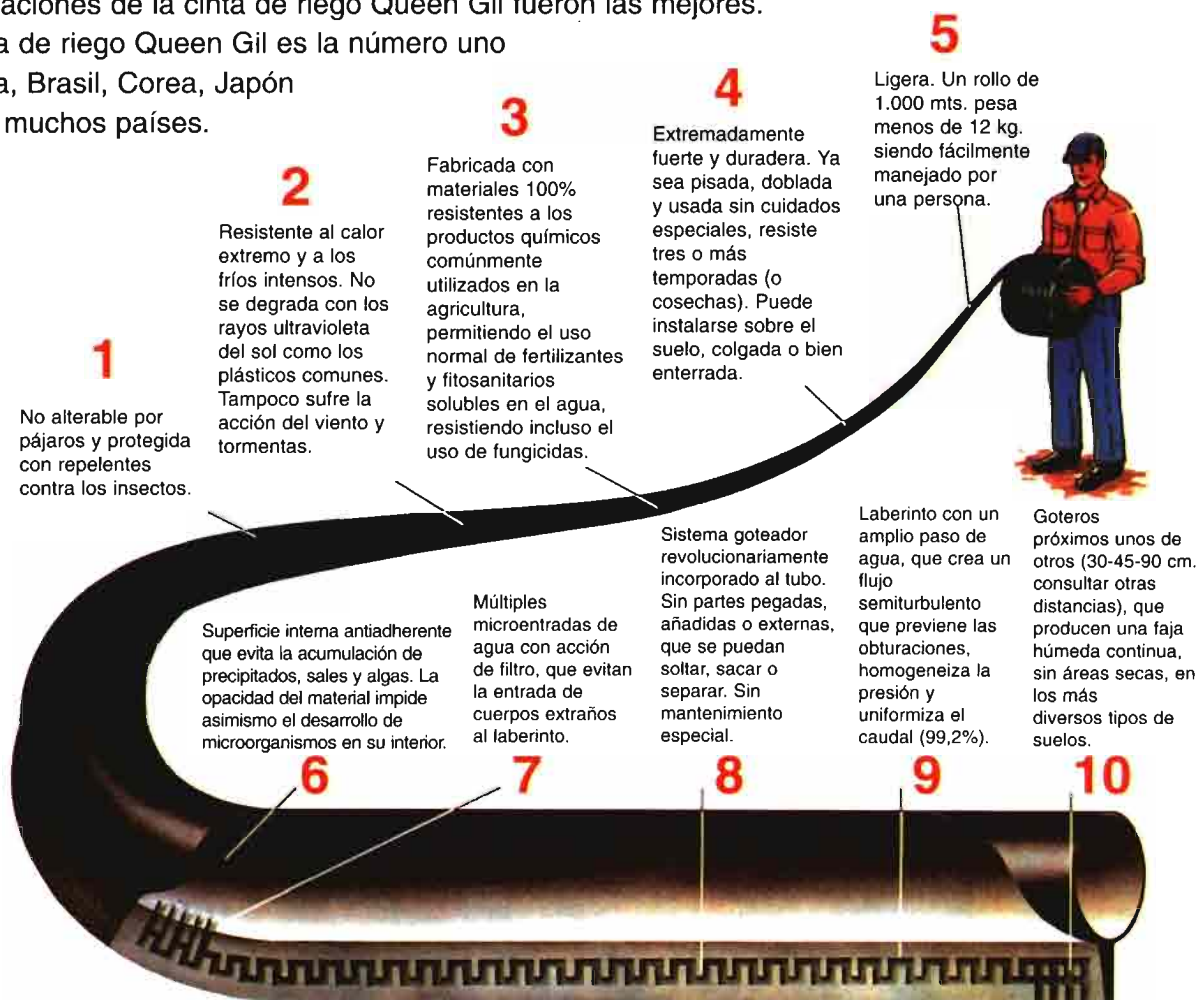 aciones de la cinta de riego Queen Gil fueron las mejores.
a de riego Queen Gil es la número uno
a, Brasil, Corea, Japón
muchos países.
1
No alterable por
pájaros y protegida
con repelentes
contra los insectos.
2
Resistente al calor
extremo y a los
fríos intensos. No
se degrada con los
rayos ultravioleta
del sol como los
plásticos comunes.
Tampoco sufre la
acción del viento y
tormentas.
3
Fabricada con
materiales 100%
resistentes a los
productos químicos
comúnmente
utilizados en la
agricultura,
permitiendo el uso
normal de fertilizantes
y fitosanitarios
solubles en el agua,
resistiendo incluso el
uso de fungicidas.
4
Extremadamente
fuerte y duradera. Ya
sea pisada, doblada
y usada sin cuidados
especiales, resiste
tres o más
temporadas (o
cosechas). Puede
instalarse sobre el
suelo, colgada o bien
enterrada.
5
Ligera. Un rollo de
1.000 mts. pesa
menos de 12 kg.
siendo fácilmente
manejado por
una persona.
Superficie interna antiadherente
que evita la acumulación de
precipitados, sales y algas. La
opacidad del material impide
asimismo el desarrollo de
microorganismos en su interior.
6
Múltiples
microentradas de
agua con acción
de filtro, que evitan
la entrada de
cuerpos extraños
al laberinto.
7
Sistema goteador
revolucionariamente
incorporado al tubo.
Sin partes pegadas,
añadidas o externas,
que se puedan
soltar, sacar o
separar. Sin
mantenimiento
especial.
8
Laberinto con un
amplio paso de
agua, que crea un
flujo
semiturbulento
que previene las
obturaciones,
homogeneiza la
presión y
uniformiza el
caudal (99,2%).
9
Goteros
próximos unos de
otros (30-45-90 cm.
consultar otras
distancias), que
producen una faja
húmeda continua,
sin áreas secas, en
los más
diversos tipos de
suelos.
10